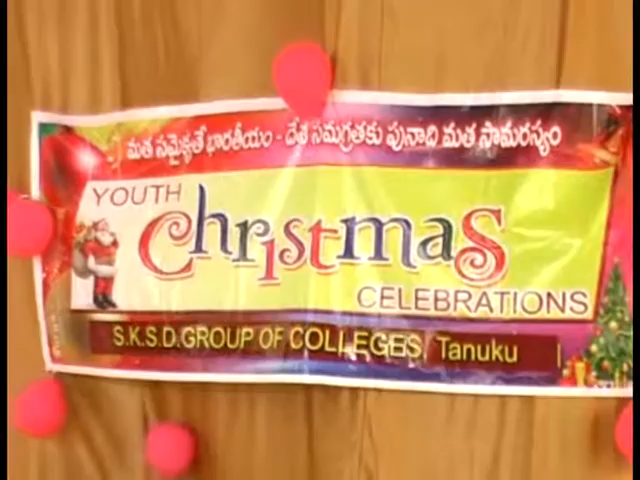 మత సమైక్యతే భారతీయం - దేశ సమగ్రతకు పునాది మత సామరస్యం
YOUTH
Christmas
CELEBRATIONS
S.K.S.D.GROUP OF COLLEGES, Tanuku